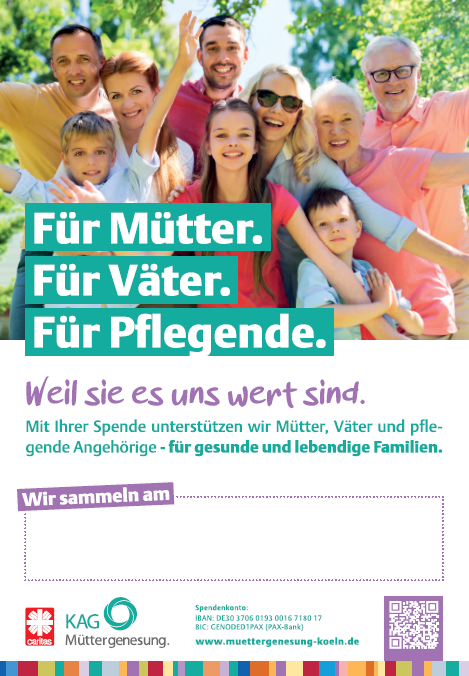 Für Mütter.
Für Väter.
Für Pflegende.
Weil sie es uns wert sind.
Mit Ihrer Spende unterstützen wir Mütter, Väter und pfle-
gende Angehörige - für gesunde und lebendige Familien.
Wir sammeln am
caritas
KAG
Müttergenesung.
Spendenkonto:
IBAN: DE30 3706 0193 0016 7180 17
BIC: GENODED1PAX (PAX-Bank)
www.muettergenesung-koeln.de